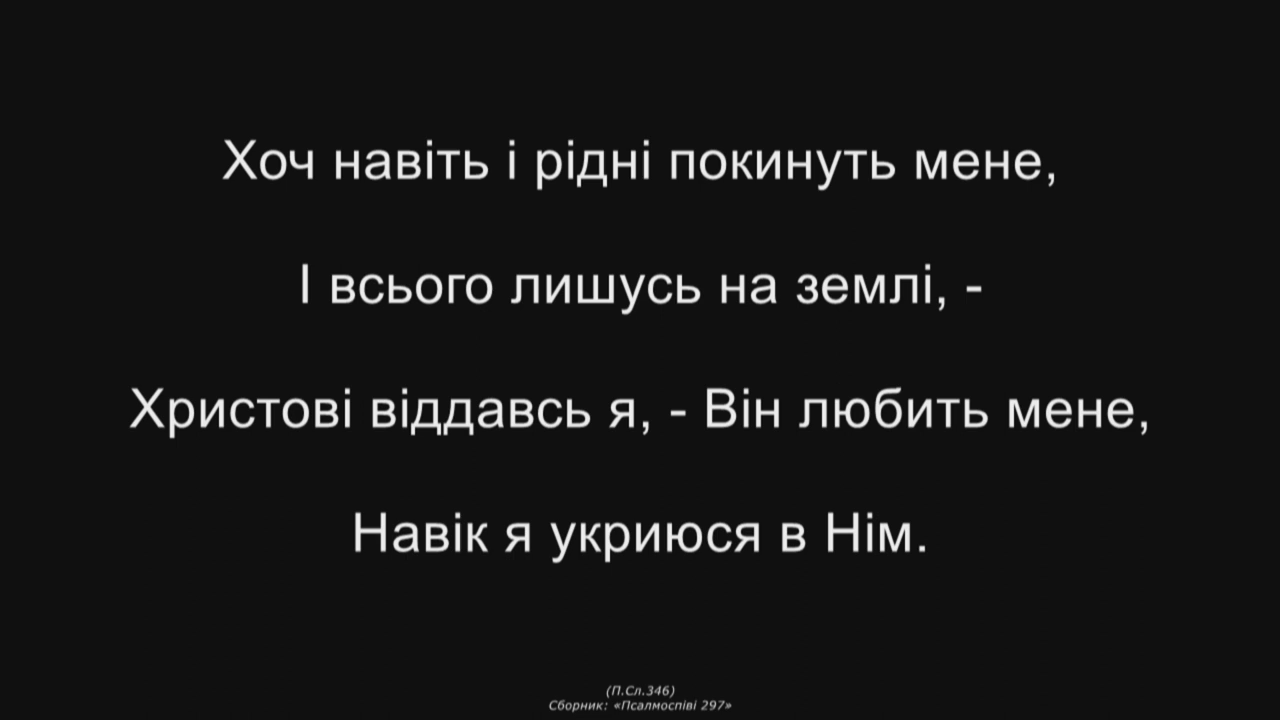 Хоч навіть і рідні покинуть мене,
І всього лишусь на землі, -
Христові віддавсь я, - Він любить мене,
Навік я укриюся в Нім.
(П.Сл.346)
Сборник: «Псалмоспіві 297»